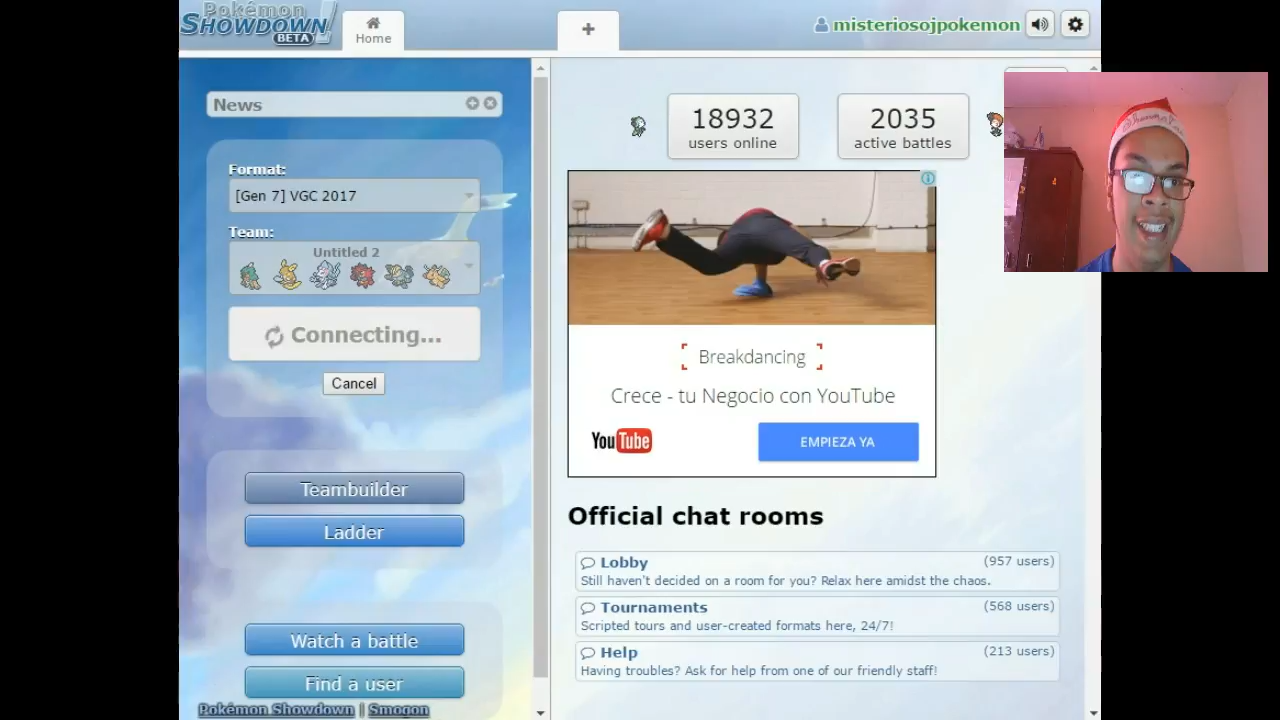 Pokémon
SHOWDOWN!
BETA
Home
+
misteriosojpokemon
News
18932
users online
2035
active battles
Format:
[Gen 7] VGC 2017
Team:
Untitled 2
Connecting...
Cancel
Breakdancing
Crece - tu Negocio con YouTube
YouTube
EMPIEZA YA
Teambuilder
Ladder
Official chat rooms
Lobby (957 users)
Still haven't decided on a room for you? Relax here amidst the chaos.
Tournaments (568 users)
Scripted tours and user-created formats here, 24/7!
Help (213 users)
Having troubles? Ask for help from one of our friendly staff!
Watch a battle
Find a user
Pokémon Showdown | Smogon